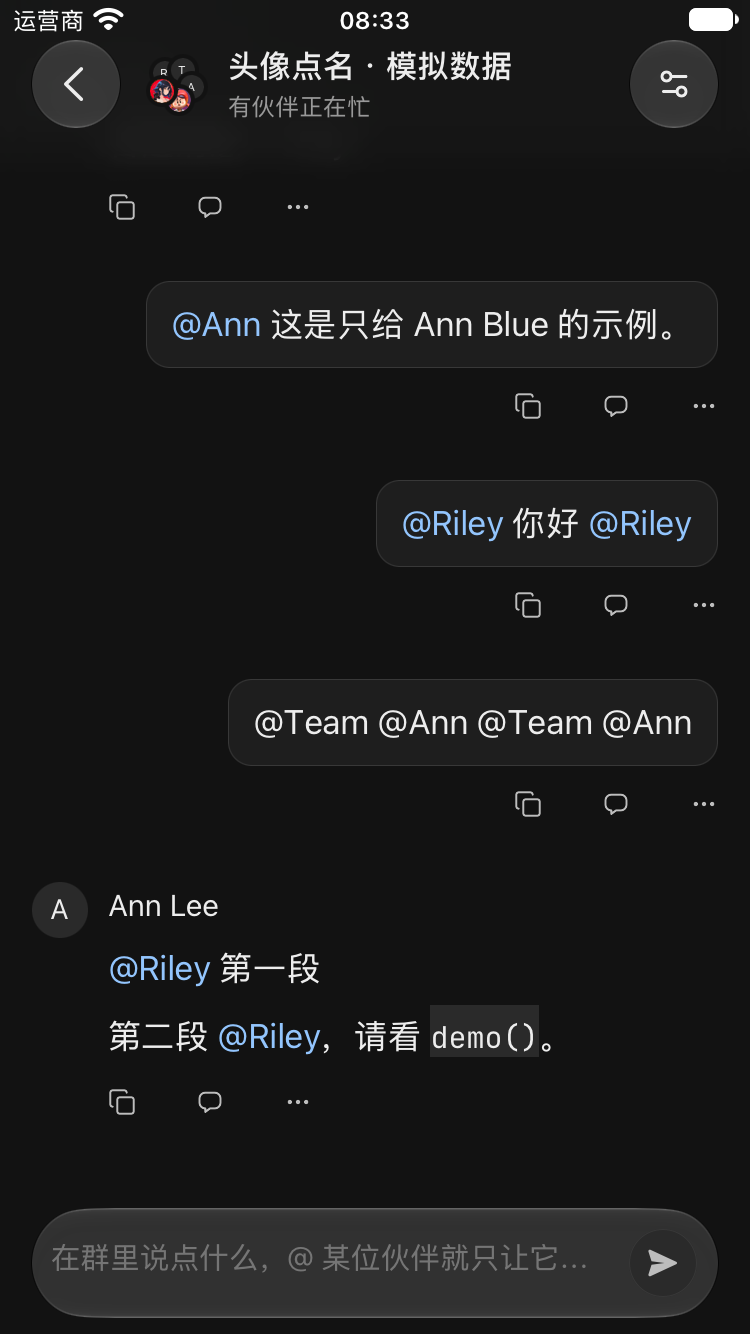 运营商 08:33
头像点名 · 模拟数据
R T A
有伙伴正在忙
@Ann 这是只给 Ann Blue 的示例。
@Riley 你好 @Riley
@Team @Ann @Team @Ann
A Ann Lee
@Riley 第一段
第二段 @Riley，请看 demo()。
在群里说点什么，@ 某位伙伴就只让它…